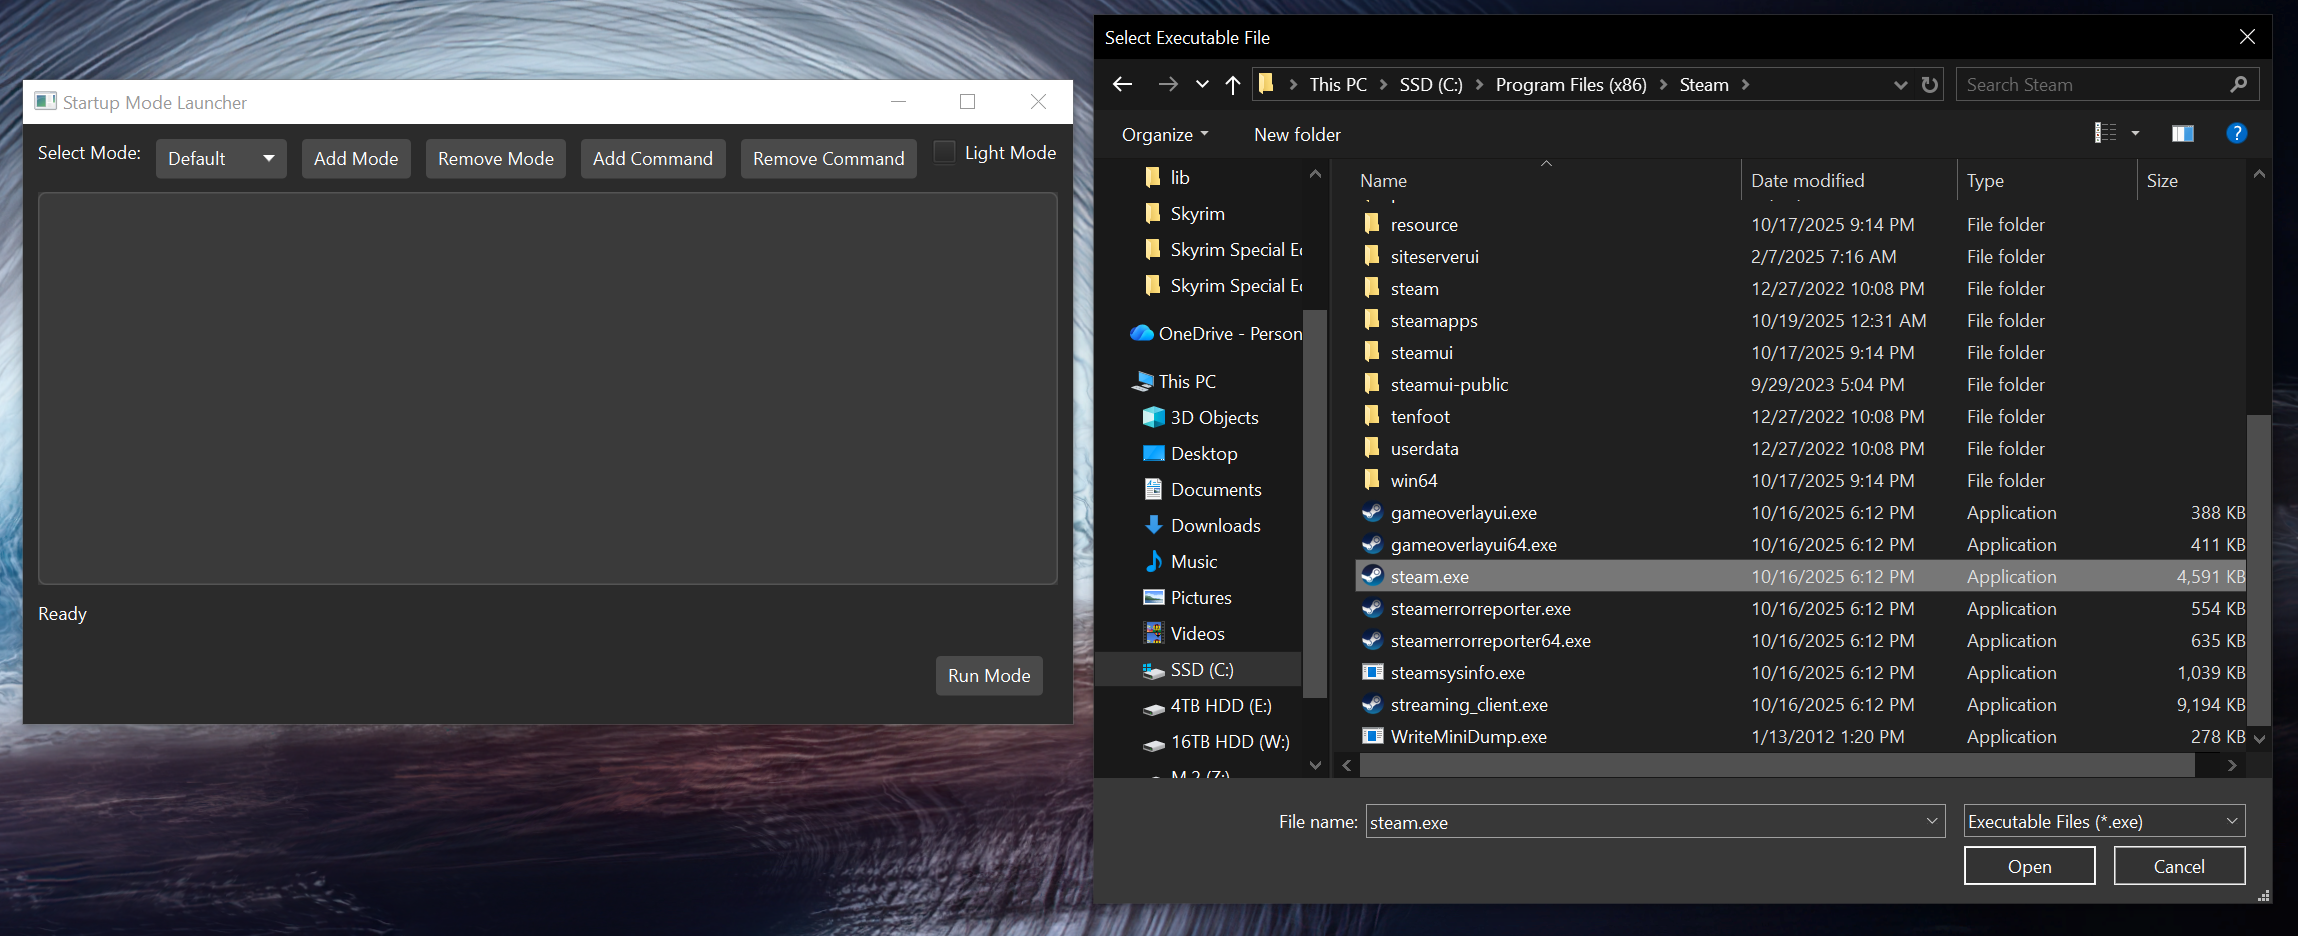 Startup Mode Launcher
Select Mode: Default Add Mode Remove Mode Add Command Remove Command Light Mode
Ready
Run Mode
Select Executable File
This PC SSD (C:) Program Files (x86) Steam Search Steam
Organize New folder
lib
Skyrim
Skyrim Special Ec
Skyrim Special Ec
OneDrive - Person
This PC
3D Objects
Desktop
Documents
Downloads
Music
Pictures
Videos
SSD (C:)
4TB HDD (E:)
16TB HDD (W:)
M.2 (Z:)
Name Date modified Type Size
resource 10/17/2025 9:14 PM File folder
siteserverui 2/7/2025 7:16 AM File folder
steam 12/27/2022 10:08 PM File folder
steamapps 10/19/2025 12:31 AM File folder
steamui 10/17/2025 9:14 PM File folder
steamui-public 9/29/2023 5:04 PM File folder
tenfoot 12/27/2022 10:08 PM File folder
userdata 12/27/2022 10:08 PM File folder
win64 10/17/2025 9:14 PM File folder
gameoverlayui.exe 10/16/2025 6:12 PM Application 388 KB
gameoverlayui64.exe 10/16/2025 6:12 PM Application 411 KB
steam.exe 10/16/2025 6:12 PM Application 4,591 KB
steamerrorreporter.exe 10/16/2025 6:12 PM Application 554 KB
steamerrorreporter64.exe 10/16/2025 6:12 PM Application 635 KB
steamsysinfo.exe 10/16/2025 6:12 PM Application 1,039 KB
streaming_client.exe 10/16/2025 6:12 PM Application 9,194 KB
WriteMiniDump.exe 1/13/2012 1:20 PM Application 278 KB
File name: steam.exe Executable Files (*.exe)
Open Cancel